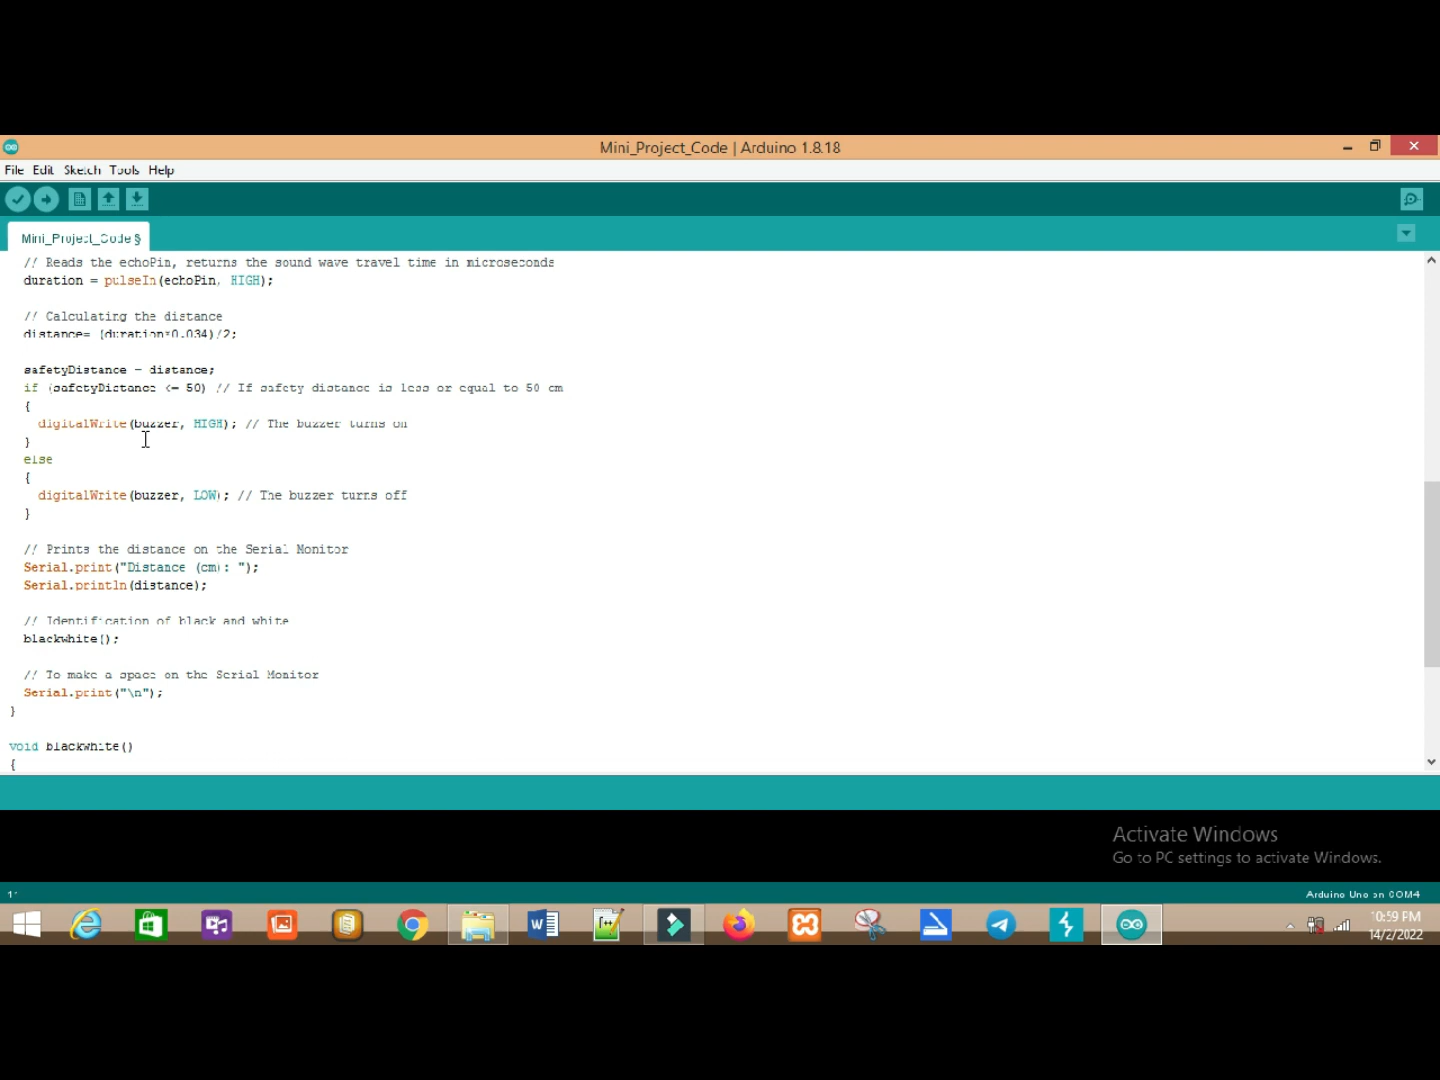 Mini_Project_Code | Arduino 1.8.18
File Edit Sketch Tools Help
Mini_Project_Code §
// Reads the echoPin, returns the sound wave travel time in microseconds
duration = pulseIn(echoPin, HIGH);
// Calculating the distance
distance= (duration*0.034)/2;
safetyDistance = distance;
if (safetyDistance <= 50) // If safety distance is less or equal to 50 cm
{
digitalWrite(buzzer, HIGH); // The buzzer turns on
}
else
{
digitalWrite(buzzer, LOW); // The buzzer turns off
}
// Prints the distance on the Serial Monitor
Serial.print("Distance (cm): ");
Serial.println(distance);
// Identification of black and white
blackwhite();
// To make a space on the Serial Monitor
Serial.print("\n");
}
void blackwhite()
{
Activate Windows
Go to PC settings to activate Windows.
Arduino Uno on COM4
10:59 PM
14/2/2022